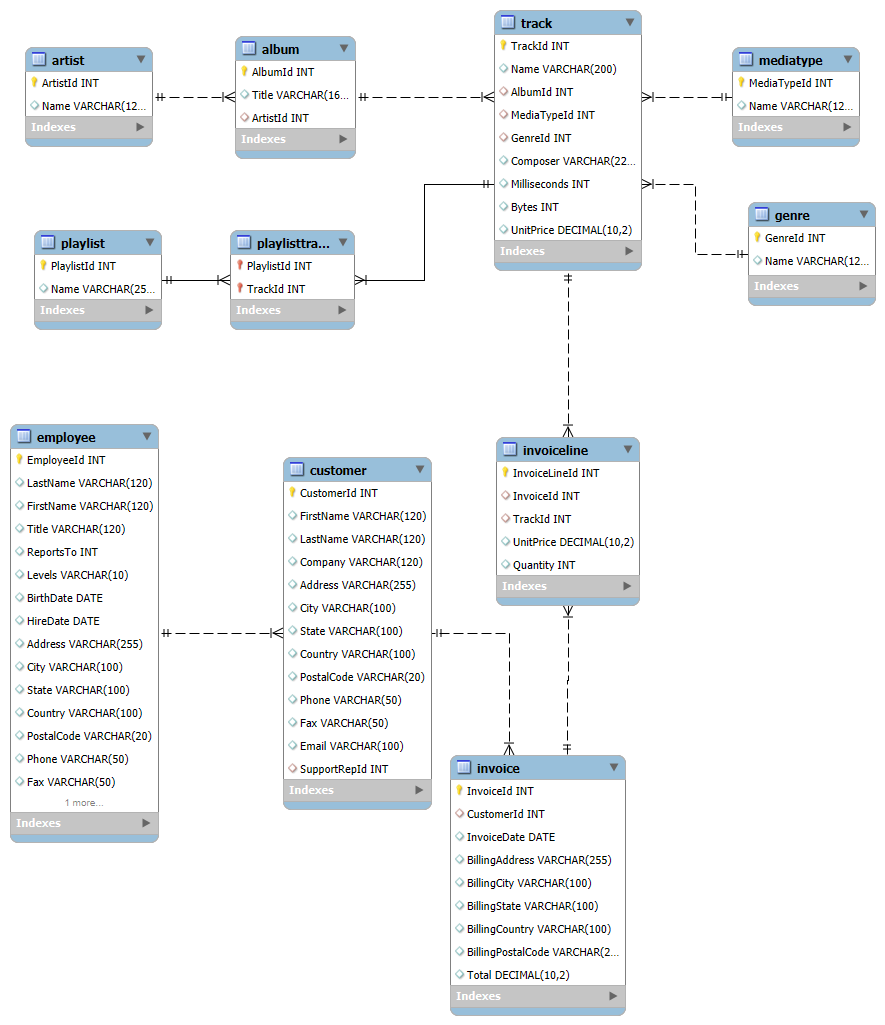 artist
ArtistId INT
Name VARCHAR(12...
Indexes
album
AlbumId INT
Title VARCHAR(16...
ArtistId INT
Indexes
track
TrackId INT
Name VARCHAR(200)
AlbumId INT
MediaTypeId INT
GenreId INT
Composer VARCHAR(22...
Milliseconds INT
Bytes INT
UnitPrice DECIMAL(10,2)
Indexes
mediatype
MediaTypeId INT
Name VARCHAR(12...
Indexes
genre
GenreId INT
Name VARCHAR(12...
Indexes
playlist
PlaylistId INT
Name VARCHAR(25...
Indexes
playlisttra...
PlaylistId INT
TrackId INT
Indexes
employee
EmployeeId INT
LastName VARCHAR(120)
FirstName VARCHAR(120)
Title VARCHAR(120)
ReportsTo INT
Levels VARCHAR(10)
BirthDate DATE
HireDate DATE
Address VARCHAR(255)
City VARCHAR(100)
State VARCHAR(100)
Country VARCHAR(100)
PostalCode VARCHAR(20)
Phone VARCHAR(50)
Fax VARCHAR(50)
1 more...
Indexes
customer
CustomerId INT
FirstName VARCHAR(120)
LastName VARCHAR(120)
Company VARCHAR(120)
Address VARCHAR(255)
City VARCHAR(100)
State VARCHAR(100)
Country VARCHAR(100)
PostalCode VARCHAR(20)
Phone VARCHAR(50)
Fax VARCHAR(50)
Email VARCHAR(100)
SupportRepId INT
Indexes
invoiceline
InvoiceLineId INT
InvoiceId INT
TrackId INT
UnitPrice DECIMAL(10,2)
Quantity INT
Indexes
invoice
InvoiceId INT
CustomerId INT
InvoiceDate DATE
BillingAddress VARCHAR(255)
BillingCity VARCHAR(100)
BillingState VARCHAR(100)
BillingCountry VARCHAR(100)
BillingPostalCode VARCHAR(2...
Total DECIMAL(10,2)
Indexes